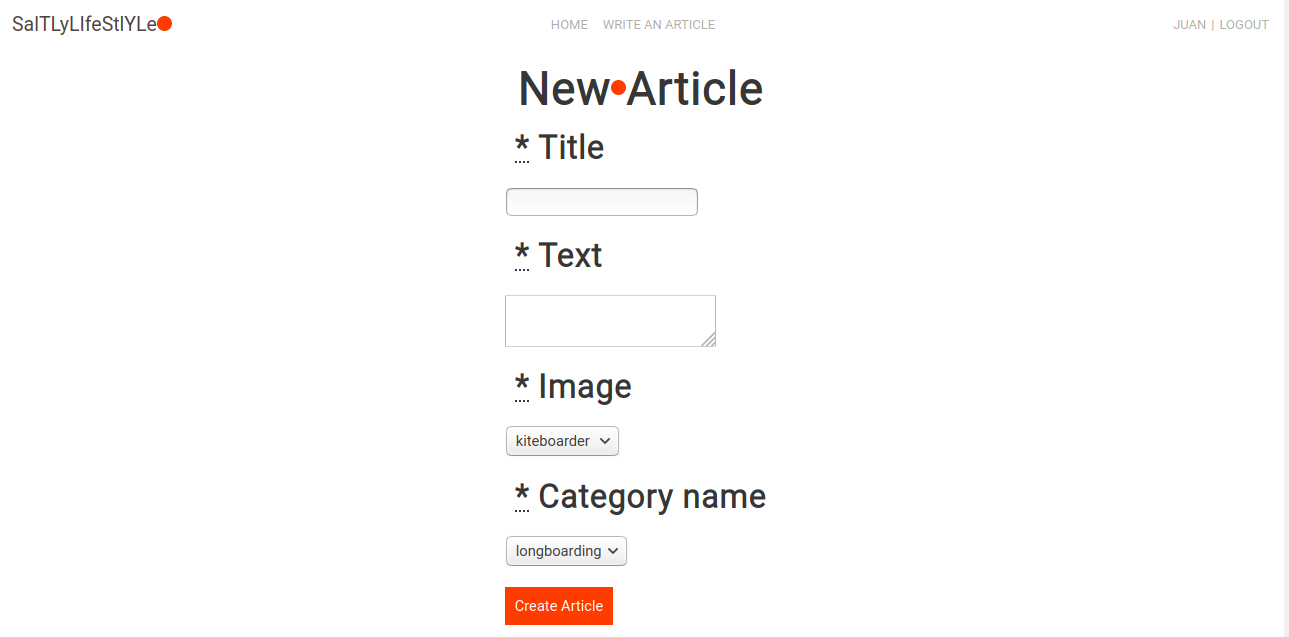 SalTLyLIfeStlYLe
HOME WRITE AN ARTICLE
JUAN | LOGOUT
New Article
* Title
* Text
* Image
kiteboarder
* Category name
longboarding
Create Article